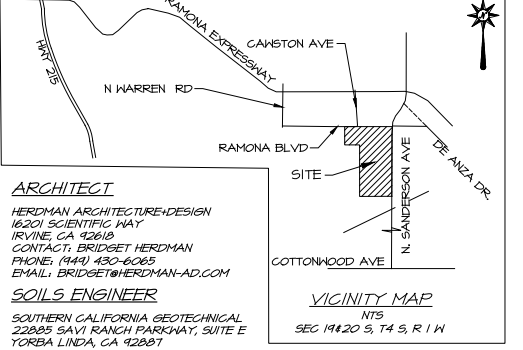 RAMONA EXPRESSWAY
HWY 215
CAWSTON AVE
N WARREN RD
RAMONA BLVD
SITE
DE ANZA DR.
N. SANDERSON AVE
COTTONWOOD AVE
VICINITY MAP
NTS
SEC 19&20 S, T4 S, R 1 W
ARCHITECT
HERDMAN ARCHITECTURE+DESIGN
16201 SCIENTIFIC WAY
IRVINE, CA 92618
CONTACT: BRIDGET HERDMAN
PHONE: (949) 430-6065
EMAIL: BRIDGET@HERDMAN-AD.COM
SOILS ENGINEER
SOUTHERN CALIFORNIA GEOTECHNICAL
22885 SAVI RANCH PARKWAY, SUITE E
YORBA LINDA, CA 92887